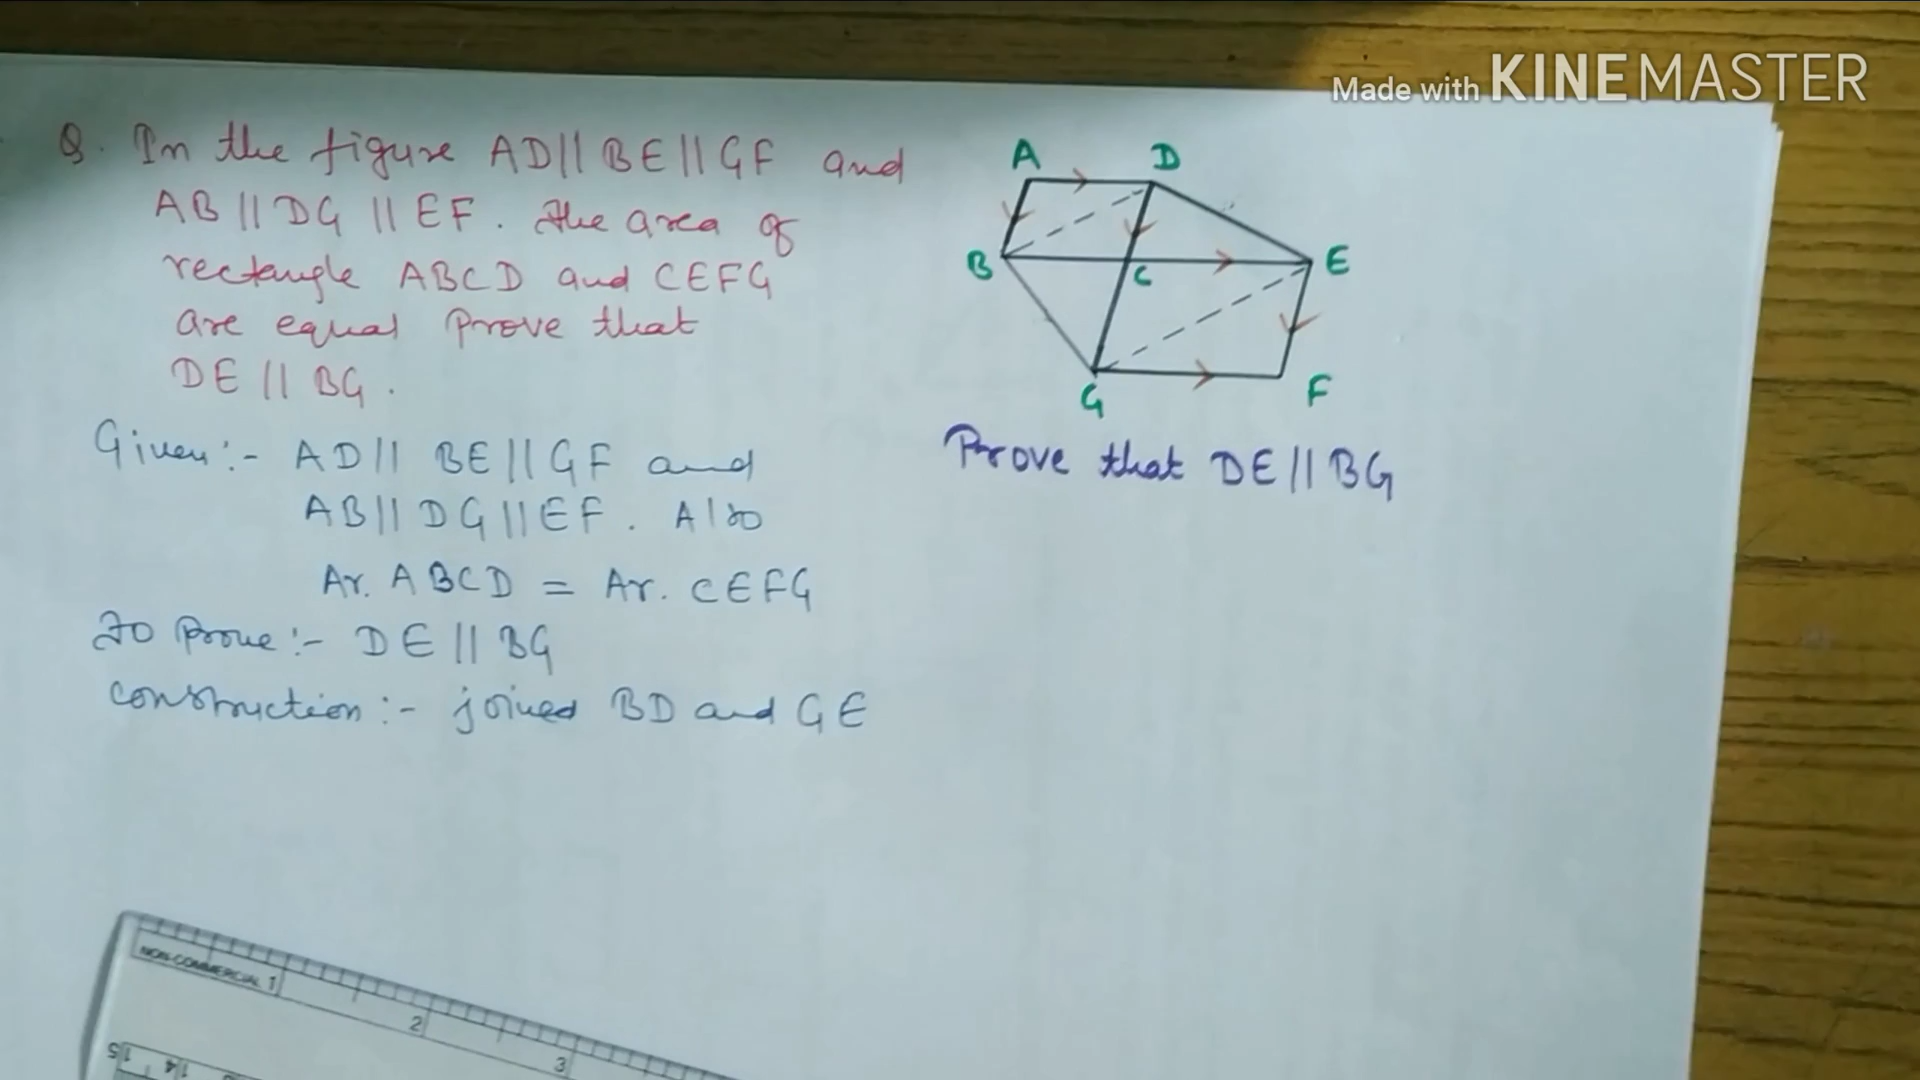 Made with KINEMASTER
Q. In the figure AD||BE||GF and
AB||DG||EF. The area of
rectangle ABCD and CEFG
are equal Prove that
DE||BG.
A D
B C E
G F
Prove that DE||BG
Given:- AD|| BE||GF and
AB||DG||EF. Also
Ar. ABCD = Ar. CEFG
To Prove:- DE||BG
Construction:- joined BD and GE
NON-COMMERCIAL 1
2
3
15
14